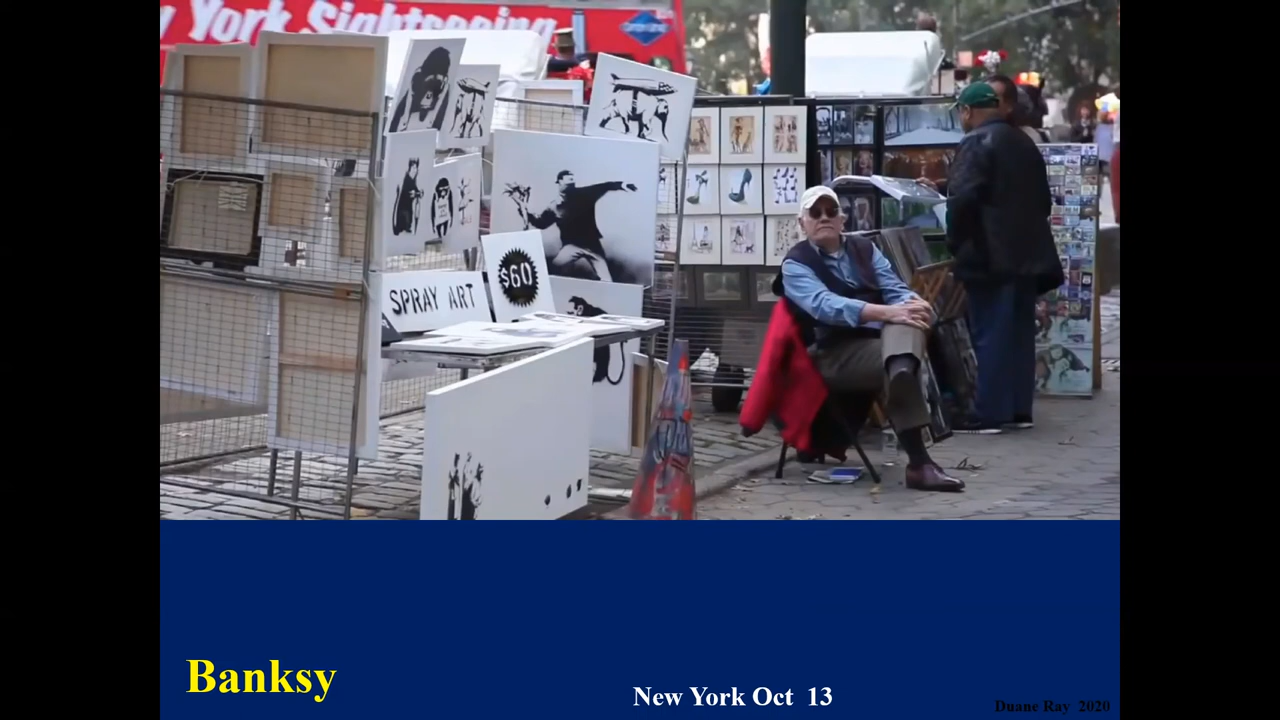 York Sightseeing
SPRAY ART
$60
Banksy
New York Oct 13
Duane Ray 2020